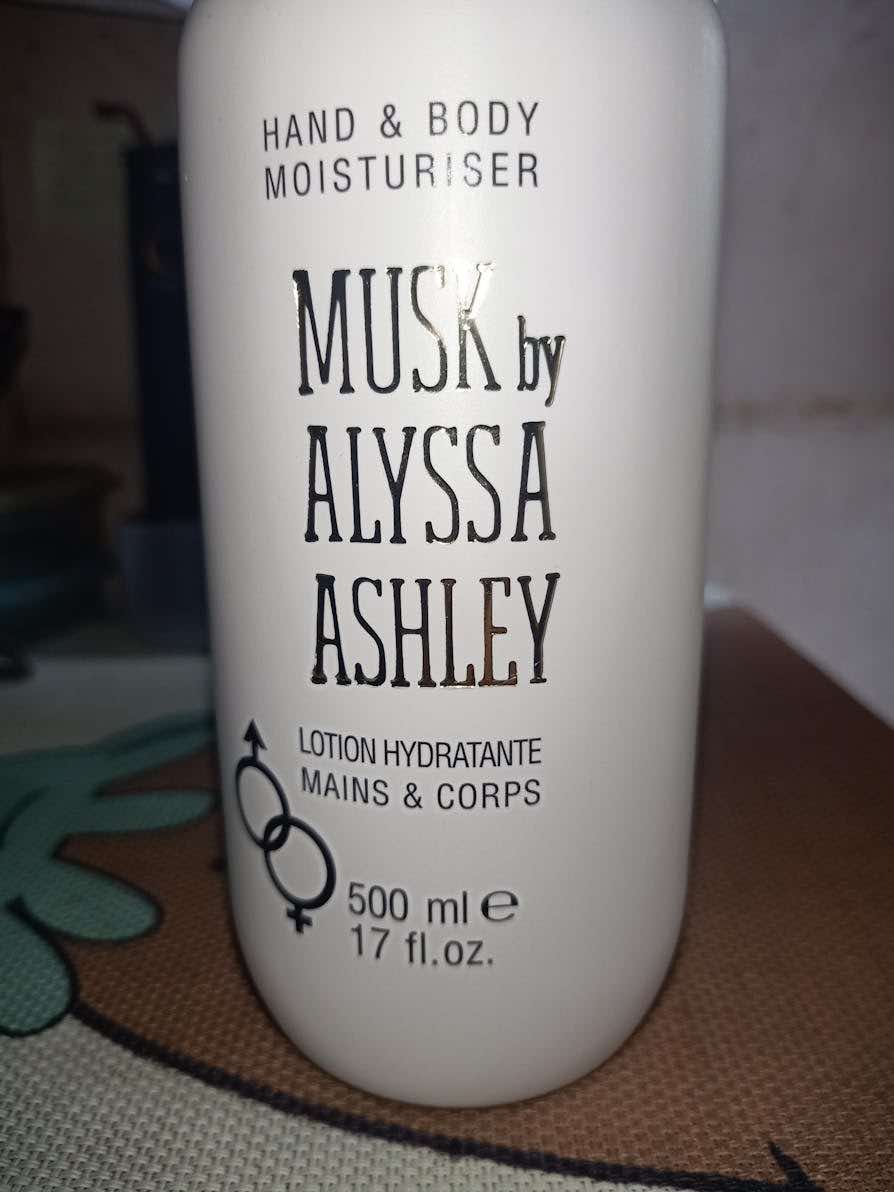 HAND & BODY
MOISTURISER
MUSK by
ALYSSA
ASHLEY
LOTION HYDRATANTE
MAINS & CORPS
500 ml ℮
17 fl.oz.